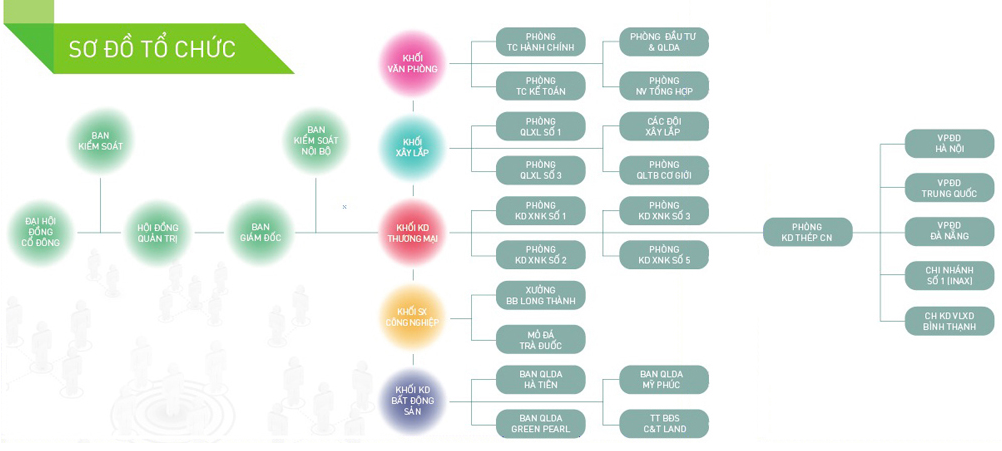 SƠ ĐỒ TỔ CHỨC
BAN
KIỂM SOÁT
BAN
KIỂM SOÁT
NỘI BỘ
ĐẠI HỘI
ĐỒNG
CỔ ĐÔNG
HỘI ĐỒNG
QUẢN TRỊ
BAN
GIÁM ĐỐC
KHỐI
VĂN PHÒNG
PHÒNG
TC HÀNH CHÍNH
PHÒNG ĐẦU TƯ
& QLDA
PHÒNG
TC KẾ TOÁN
PHÒNG
NV TỔNG HỢP
KHỐI
XÂY LẮP
PHÒNG
QLXL SỐ 1
CÁC ĐỘI
XÂY LẮP
PHÒNG
QLXL SỐ 3
PHÒNG
QLTB CƠ GIỚI
KHỐI KD
THƯƠNG MẠI
PHÒNG
KD XNK SỐ 1
PHÒNG
KD XNK SỐ 3
PHÒNG
KD XNK SỐ 2
PHÒNG
KD XNK SỐ 5
PHÒNG
KD THÉP CN
VPĐD
HÀ NỘI
VPĐD
TRUNG QUỐC
VPĐD
ĐÀ NẴNG
CHI NHÁNH
SỐ 1 [INAX]
CH KD VLXD
BÌNH THẠNH
KHỐI SX
CÔNG NGHIỆP
XƯỞNG
BB LONG THÀNH
MỎ ĐÁ
TRÀ ĐUỐC
KHỐI KD
BẤT ĐỘNG
SẢN
BAN QLDA
HÀ TIÊN
BAN QLDA
MỸ PHÚC
BAN QLDA
GREEN PEARL
TT BĐS
C&T LAND